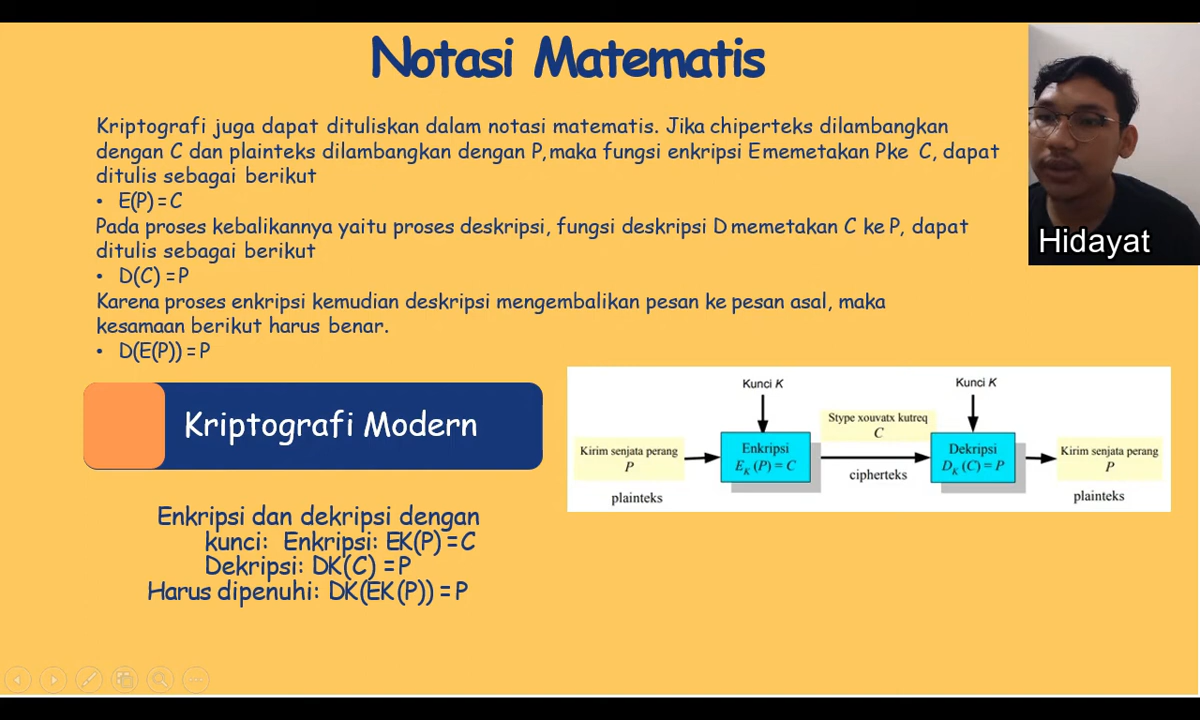 Notasi Matematis
Kriptografi juga dapat dituliskan dalam notasi matematis. Jika chiperteks dilambangkan
dengan C dan plainteks dilambangkan dengan P, maka fungsi enkripsi E memetakan P ke C, dapat
ditulis sebagai berikut
• E(P) = C
Pada proses kebalikannya yaitu proses deskripsi, fungsi deskripsi D memetakan C ke P, dapat
ditulis sebagai berikut
• D(C) = P
Karena proses enkripsi kemudian deskripsi mengembalikan pesan ke pesan asal, maka
kesamaan berikut harus benar.
• D(E(P)) = P
Hidayat
Kriptografi Modern
Enkripsi dan dekripsi dengan
kunci: Enkripsi: EK(P) = C
Dekripsi: DK(C) = P
Harus dipenuhi: DK(EK(P)) = P
Kunci K
Kunci K
Stype xouvatx kutreq
C
Kirim senjata perang
P
plainteks
Enkripsi
EK (P) = C
cipherteks
Dekripsi
DK (C) = P
Kirim senjata perang
P
plainteks